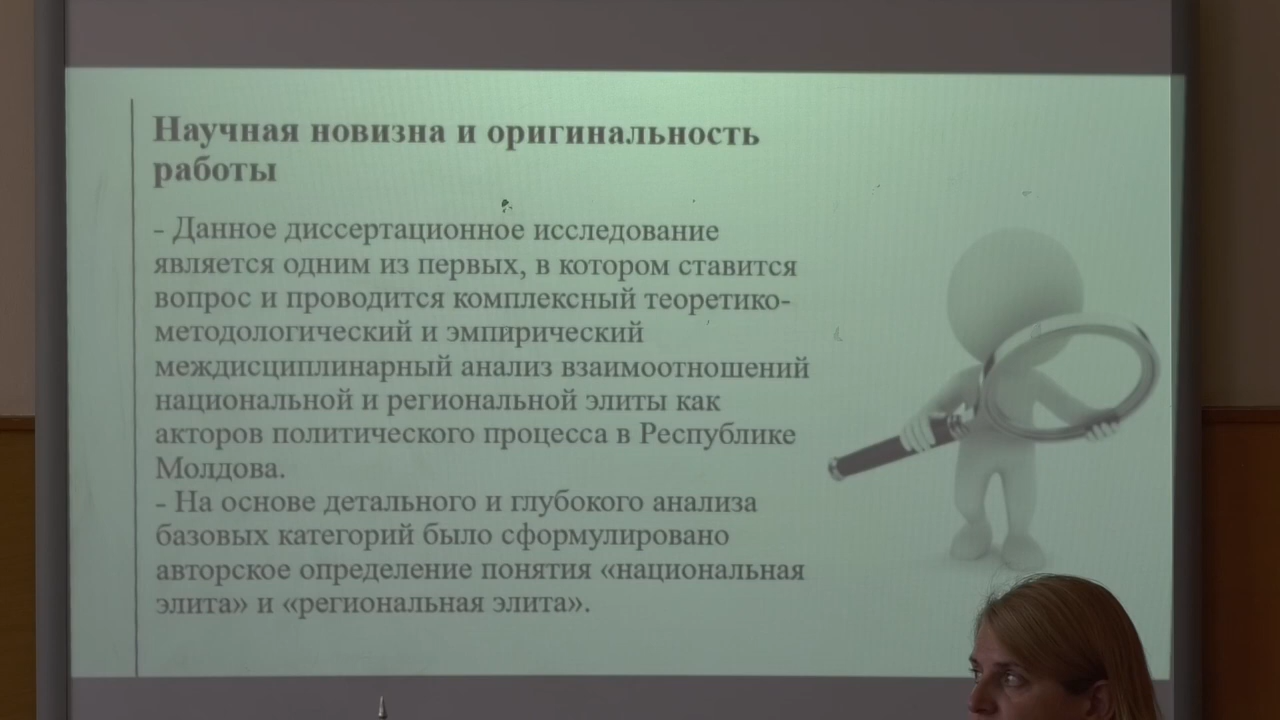 Научная новизна и оригинальность
работы
- Данное диссертационное исследование
является одним из первых, в котором ставится
вопрос и проводится комплексный теоретико-
методологический и эмпирический
междисциплинарный анализ взаимоотношений
национальной и региональной элиты как
акторов политического процесса в Республике
Молдова.
- На основе детального и глубокого анализа
базовых категорий было сформулировано
авторское определение понятия «национальная
элита» и «региональная элита».